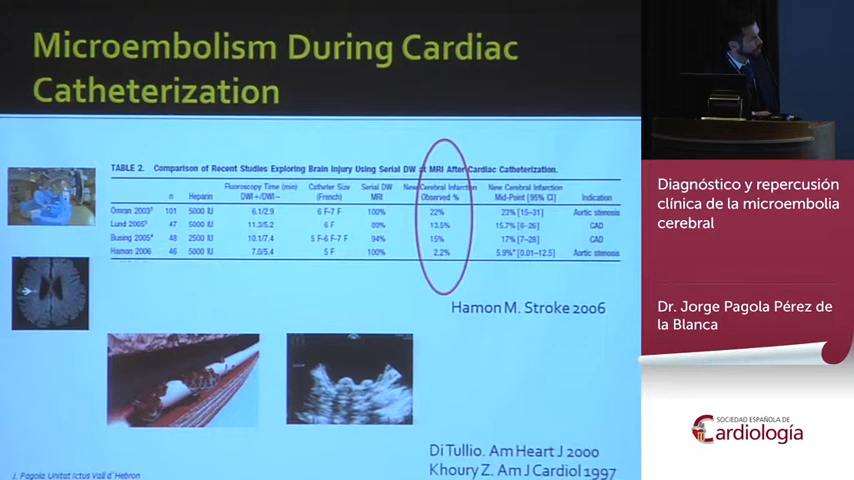 Microembolism During Cardiac
Catheterization
TABLE 2. Comparison of Recent Studies Exploring Brain Injury Using Serial DW at MRI After Cardiac Catheterization.
n Heparin Fluoroscopy Time (min) DWI+/DWI− Catheter Size (French) Serial DW MRI New Cerebral Infarction Observed % New Cerebral Infarction Mid-Point [95% CI] Indication
Omran 2003 101 5000 IU 6.1/2.9 6 F-7 F 100% 22% 23% [15–31] Aortic stenosis
Lund 2005 47 5000 IU 11.3/5.2 6 F 89% 13.5% 15.7% [6–26] CAD
Busing 2005 48 2500 IU 10.1/7.4 5 F-6 F-7 F 94% 15% 17% [7–28] CAD
Hamon 2006 46 5000 IU 7.0/5.4 5 F 100% 2.2% 5.9%* [0.01–12.5] Aortic stenosis
Hamon M. Stroke 2006
Di Tullio. Am Heart J 2000
Khoury Z. Am J Cardiol 1997
J. Pagola Unitat Ictus Vall d´Hebron
Diagnóstico y repercusión
clínica de la microembolia
cerebral
Dr. Jorge Pagola Pérez de
la Blanca
SOCIEDAD ESPAÑOLA DE
Cardiología